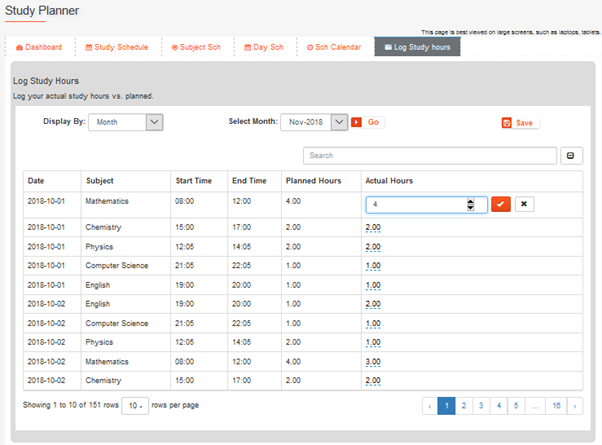 Study Planner
This page is best viewed on large screens, such as laptops, tablets.
Dashboard Study Schedule Subject Sch Day Sch Sch Calendar Log Study hours
Log Study Hours
Log your actual study hours vs. planned.
Display By: Month Select Month: Nov-2018 Go Save
Search
Date Subject Start Time End Time Planned Hours Actual Hours
2018-10-01 Mathematics 08:00 12:00 4.00 4
2018-10-01 Chemistry 15:00 17:00 2.00 2.00
2018-10-01 Physics 12:05 14:05 2.00 2.00
2018-10-01 Computer Science 21:05 22:05 1.00 1.00
2018-10-01 English 19:00 20:00 1.00 1.00
2018-10-02 English 19:00 20:00 1.00 2.00
2018-10-02 Computer Science 21:05 22:05 1.00 1.00
2018-10-02 Physics 12:05 14:05 2.00 1.00
2018-10-02 Mathematics 08:00 12:00 4.00 3.00
2018-10-02 Chemistry 15:00 17:00 2.00 2.00
Showing 1 to 10 of 151 rows 10 rows per page ‹ 1 2 3 4 5 ... 16 ›